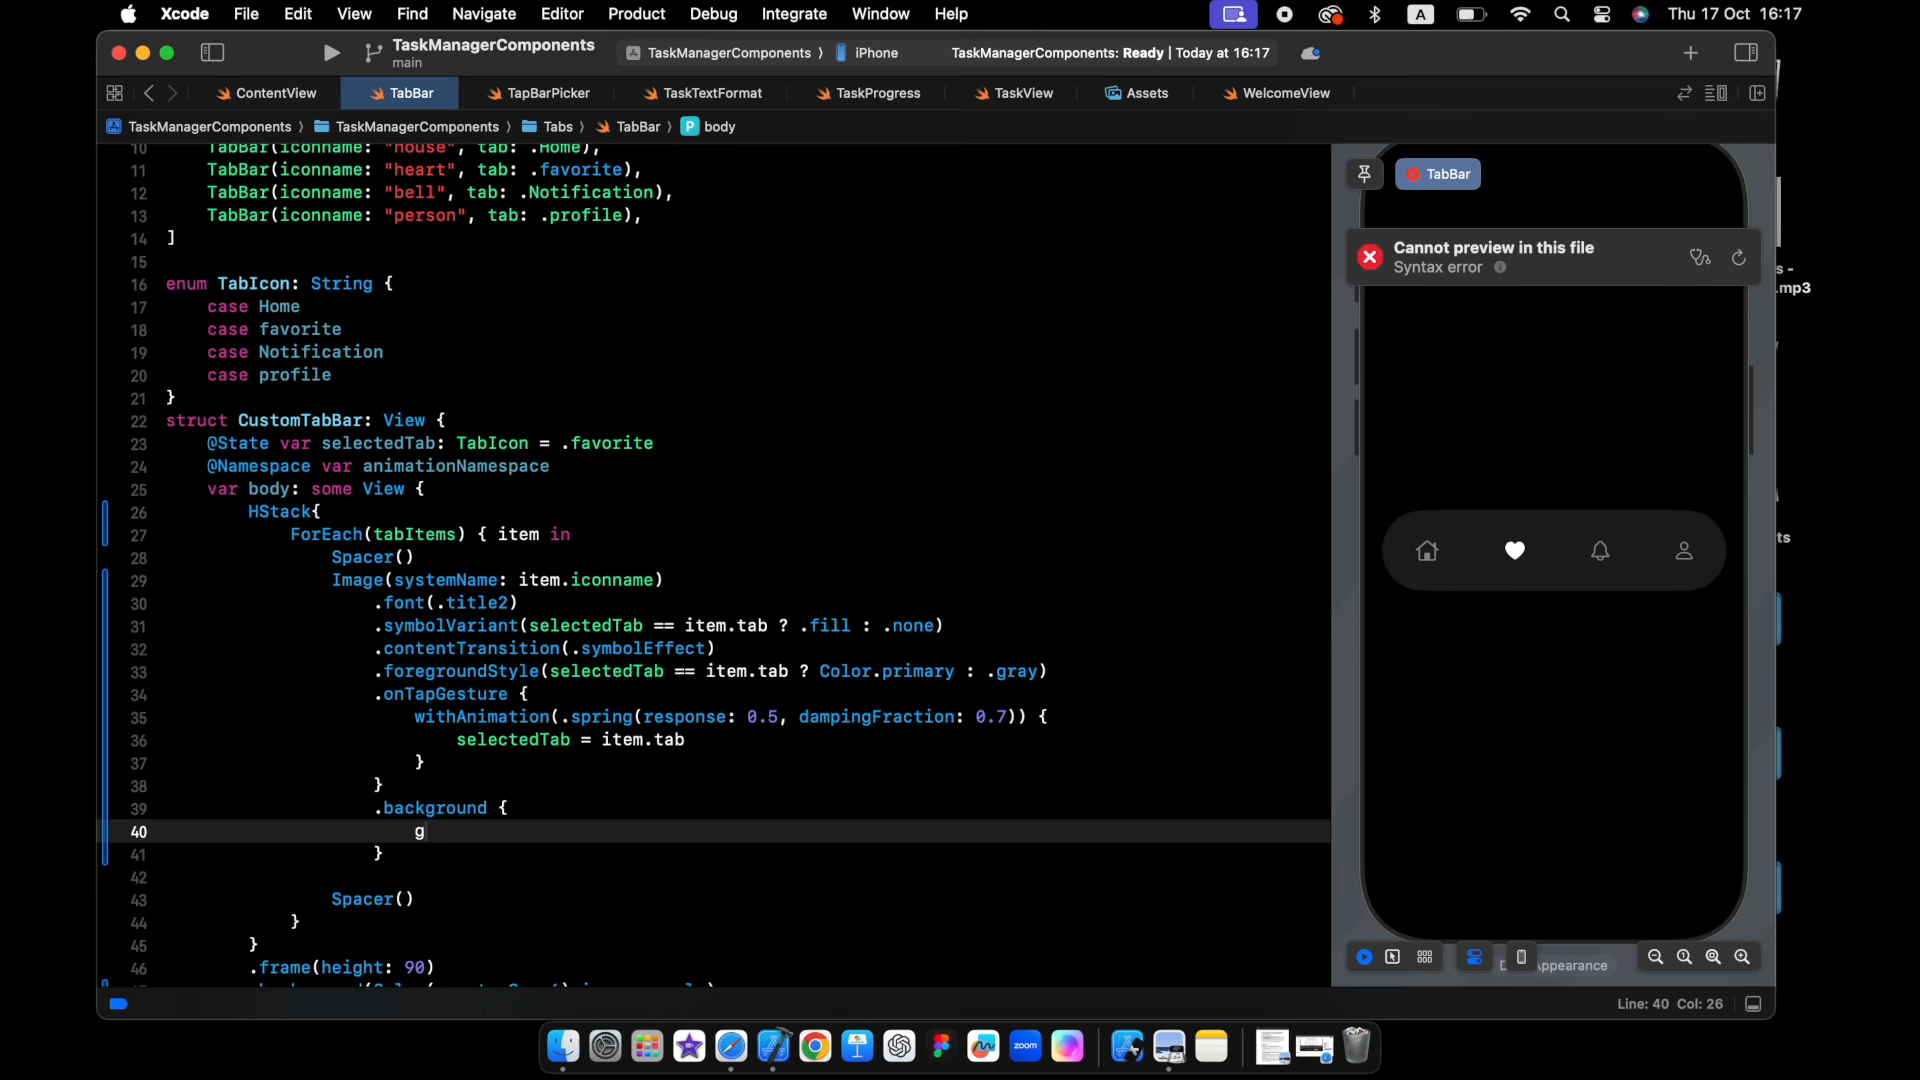 Xcode File Edit View Find Navigate Editor Product Debug Integrate Window Help A Thu 17 Oct 16:17
TaskManagerComponents
main
TaskManagerComponents 〉 iPhone TaskManagerComponents: Ready | Today at 16:17
ContentView TabBar TapBarPicker TaskTextFormat TaskProgress TaskView Assets WelcomeView
TaskManagerComponents 〉 TaskManagerComponents 〉 Tabs 〉 TabBar 〉 P body
10 TabBar(iconname: "house", tab: .Home),
11 TabBar(iconname: "heart", tab: .favorite),
12 TabBar(iconname: "bell", tab: .Notification),
13 TabBar(iconname: "person", tab: .profile),
14 ]
15
16 enum TabIcon: String {
17 case Home
18 case favorite
19 case Notification
20 case profile
21 }
22 struct CustomTabBar: View {
23 @State var selectedTab: TabIcon = .favorite
24 @Namespace var animationNamespace
25 var body: some View {
26 HStack{
27 ForEach(tabItems) { item in
28 Spacer()
29 Image(systemName: item.iconname)
30 .font(.title2)
31 .symbolVariant(selectedTab == item.tab ? .fill : .none)
32 .contentTransition(.symbolEffect)
33 .foregroundStyle(selectedTab == item.tab ? Color.primary : .gray)
34 .onTapGesture {
35 withAnimation(.spring(response: 0.5, dampingFraction: 0.7)) {
36 selectedTab = item.tab
37 }
38 }
39 .background {
40 g
41 }
42
43 Spacer()
44 }
45 }
46 .frame(height: 90)
TabBar
Cannot preview in this file
Syntax error
.mp3
Appearance
Line: 40 Col: 26
zoom